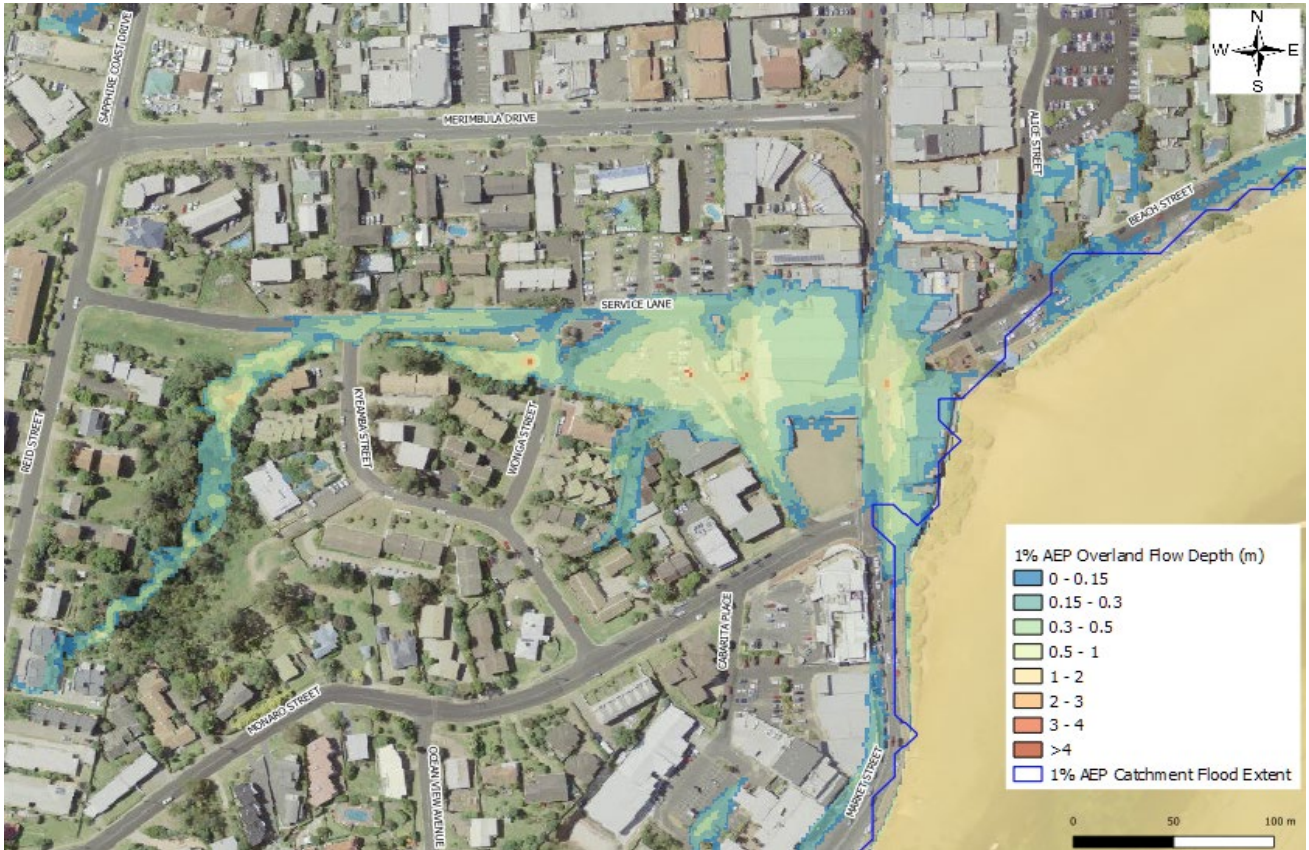 SAPPHIRE COAST DRIVE
N
W E
S
MERIMBULA DRIVE
ALICE STREET
BEACH STREET
SERVICE LANE
REID STREET
KYEAMBA STREET
WONGA STREET
CABARITA PLACE
MONARO STREET
OCEAN VIEW AVENUE
MARKET STREET
1% AEP Overland Flow Depth (m)
0 - 0.15
0.15 - 0.3
0.3 - 0.5
0.5 - 1
1 - 2
2 - 3
3 - 4
>4
1% AEP Catchment Flood Extent
0 50 100 m